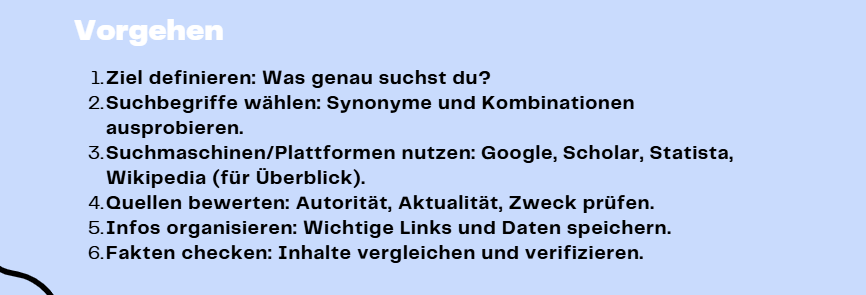 Vorgehen
1. Ziel definieren: Was genau suchst du?
2. Suchbegriffe wählen: Synonyme und Kombinationen
ausprobieren.
3. Suchmaschinen/Plattformen nutzen: Google, Scholar, Statista,
Wikipedia (für Überblick).
4. Quellen bewerten: Autorität, Aktualität, Zweck prüfen.
5. Infos organisieren: Wichtige Links und Daten speichern.
6. Fakten checken: Inhalte vergleichen und verifizieren.